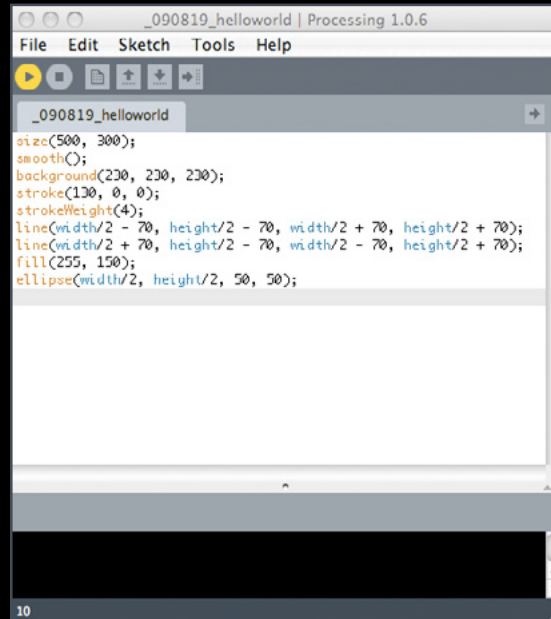 _090819_helloworld | Processing 1.0.6
File Edit Sketch Tools Help
_090819_helloworld
size(500, 300);
smooth();
background(230, 230, 230);
stroke(130, 0, 0);
strokeWeight(4);
line(width/2 - 70, height/2 - 70, width/2 + 70, height/2 + 70);
line(width/2 + 70, height/2 - 70, width/2 - 70, height/2 + 70);
fill(255, 150);
ellipse(width/2, height/2, 50, 50);
10